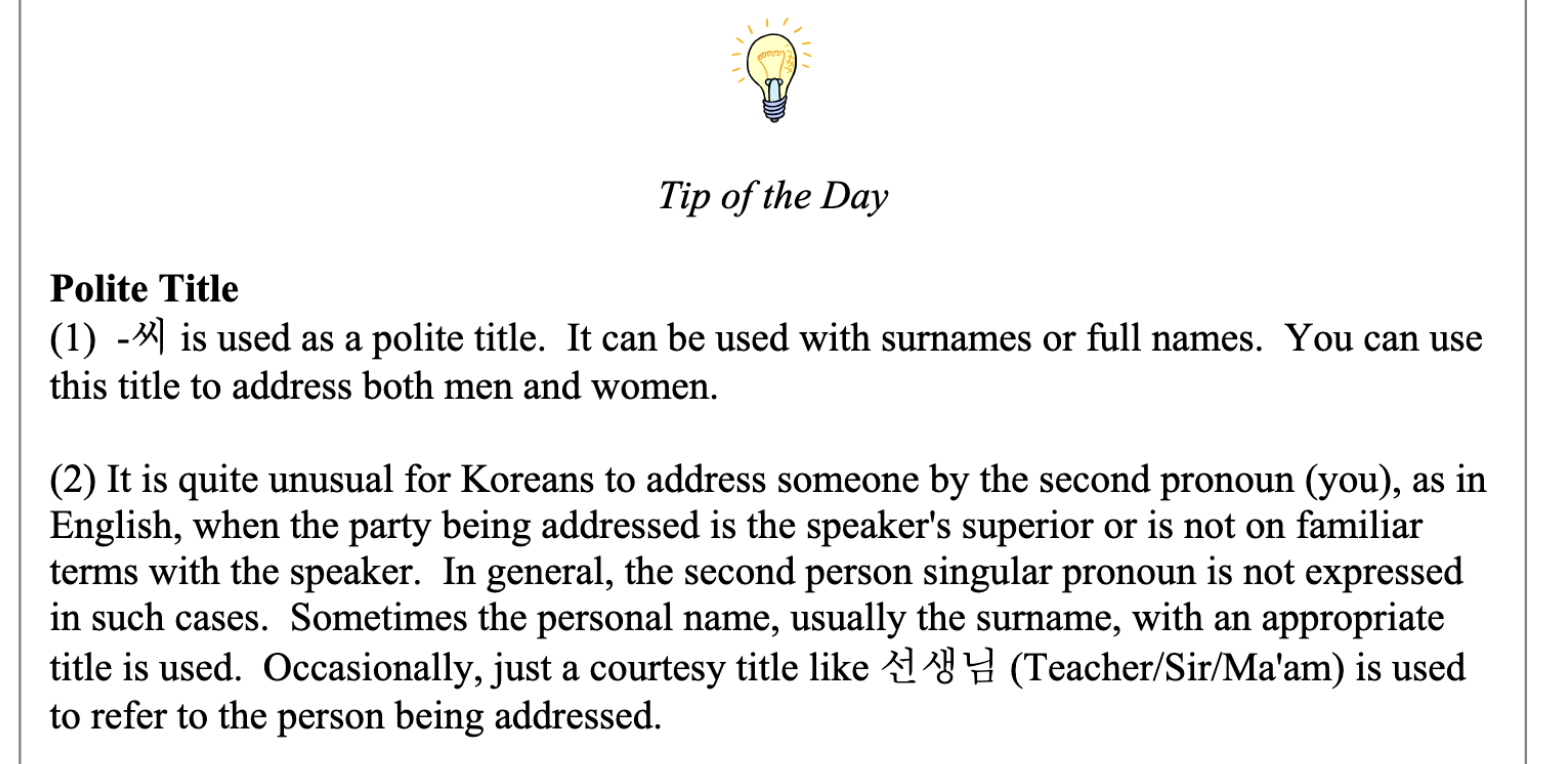 Tip of the Day
Polite Title
(1) -씨 is used as a polite title. It can be used with surnames or full names. You can use
this title to address both men and women.
(2) It is quite unusual for Koreans to address someone by the second pronoun (you), as in
English, when the party being addressed is the speaker's superior or is not on familiar
terms with the speaker. In general, the second person singular pronoun is not expressed
in such cases. Sometimes the personal name, usually the surname, with an appropriate
title is used. Occasionally, just a courtesy title like 선생님 (Teacher/Sir/Ma'am) is used
to refer to the person being addressed.